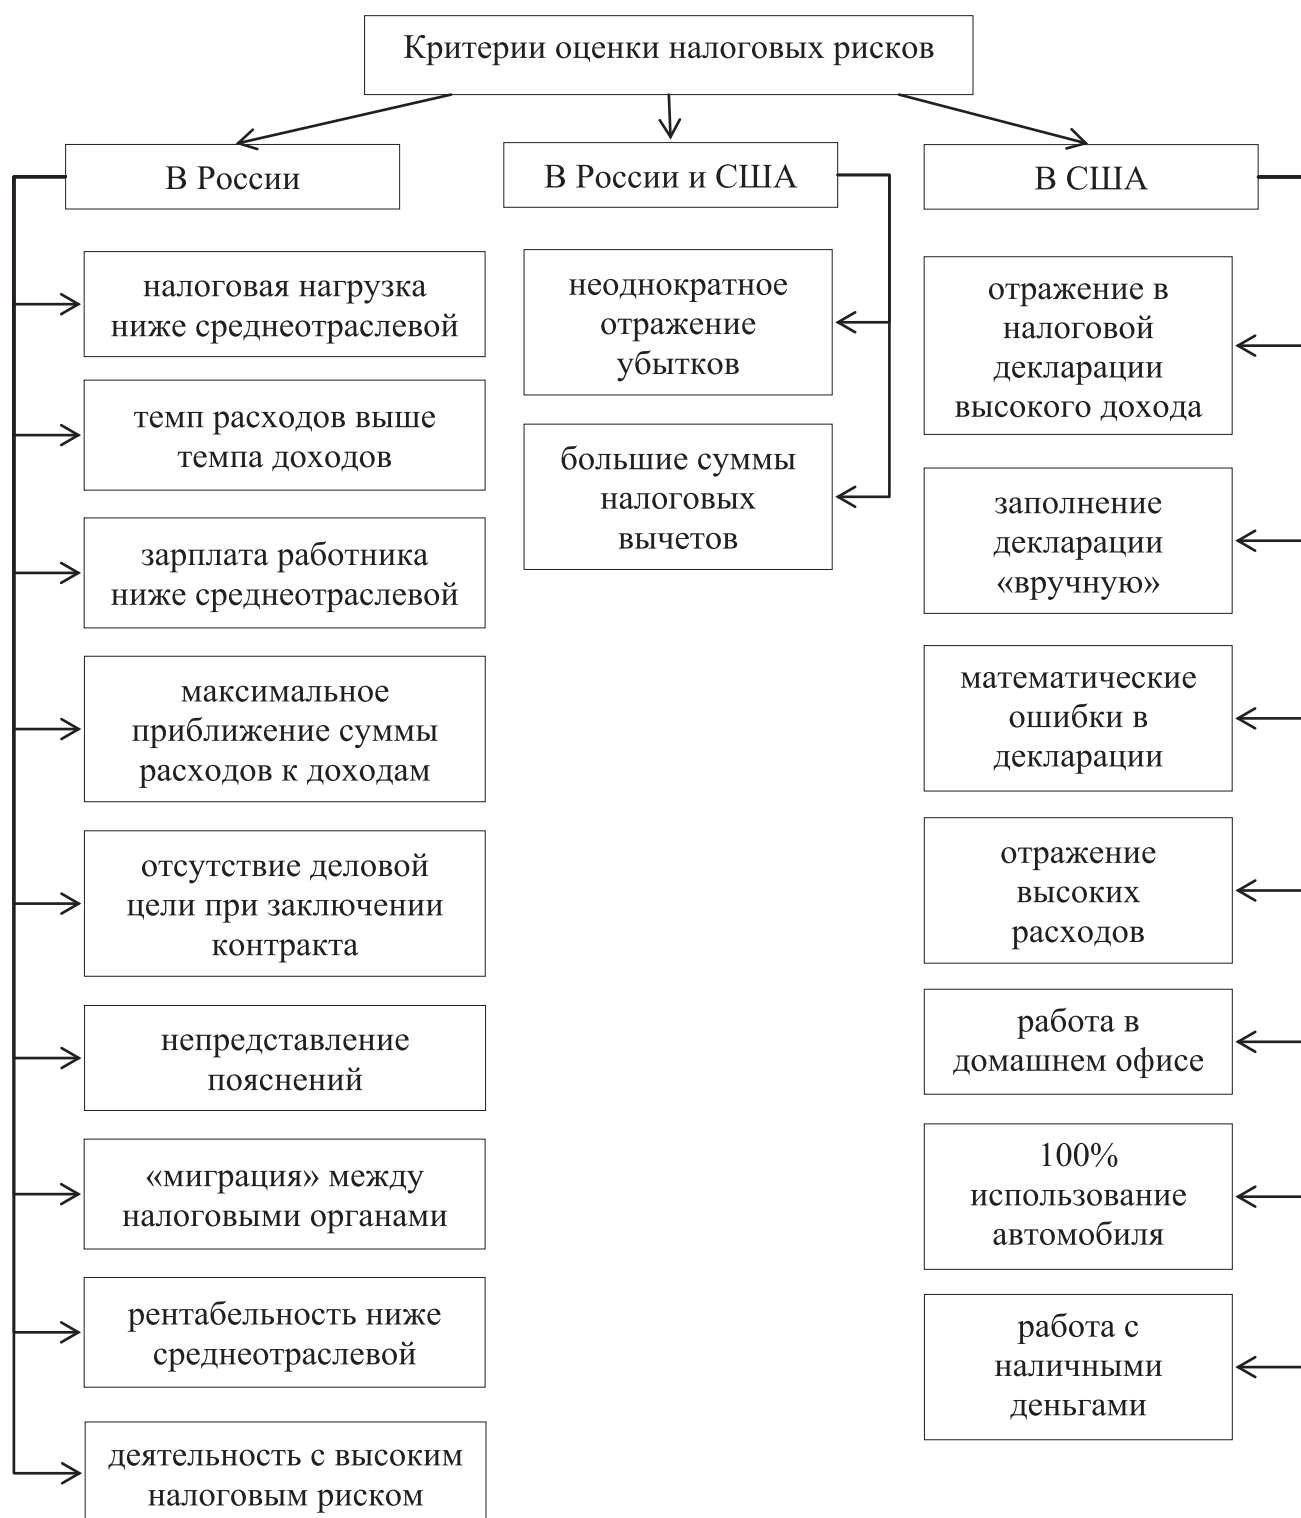 Критерии оценки налоговых рисков
В России
налоговая нагрузка
ниже среднеотраслевой
темп расходов выше
темпа доходов
зарплата работника
ниже среднеотраслевой
максимальное
приближение суммы
расходов к доходам
отсутствие деловой
цели при заключении
контракта
непредставление
пояснений
«миграция» между
налоговыми органами
рентабельность ниже
среднеотраслевой
деятельность с высоким
налоговым риском
В России и США
неоднократное
отражение
убытков
большие суммы
налоговых
вычетов
В США
отражение в
налоговой
декларации
высокого дохода
заполнение
декларации
«вручную»
математические
ошибки в
декларации
отражение
высоких
расходов
работа в
домашнем офисе
100%
использование
автомобиля
работа с
наличными
деньгами